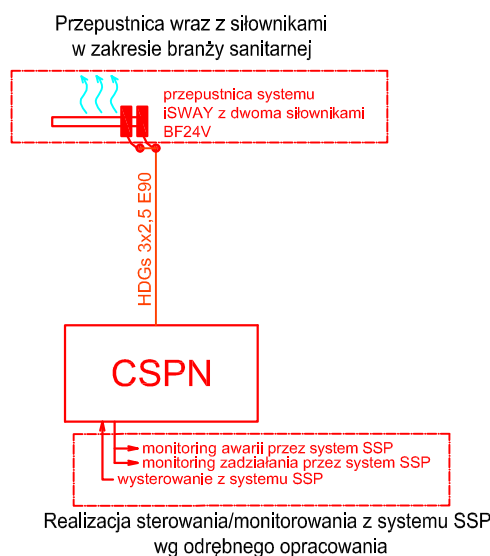 Przepustnica wraz z siłownikami
w zakresie branży sanitarnej
przepustnica systemu
iSWAY z dwoma siłownikami
BF24V
HDGs 3x2,5 E90
CSPN
monitoring awarii przez system SSP
monitoring zadziałania przez system SSP
wysterowanie z systemu SSP
Realizacja sterowania/monitorowania z systemu SSP
wg odrębnego opracowania